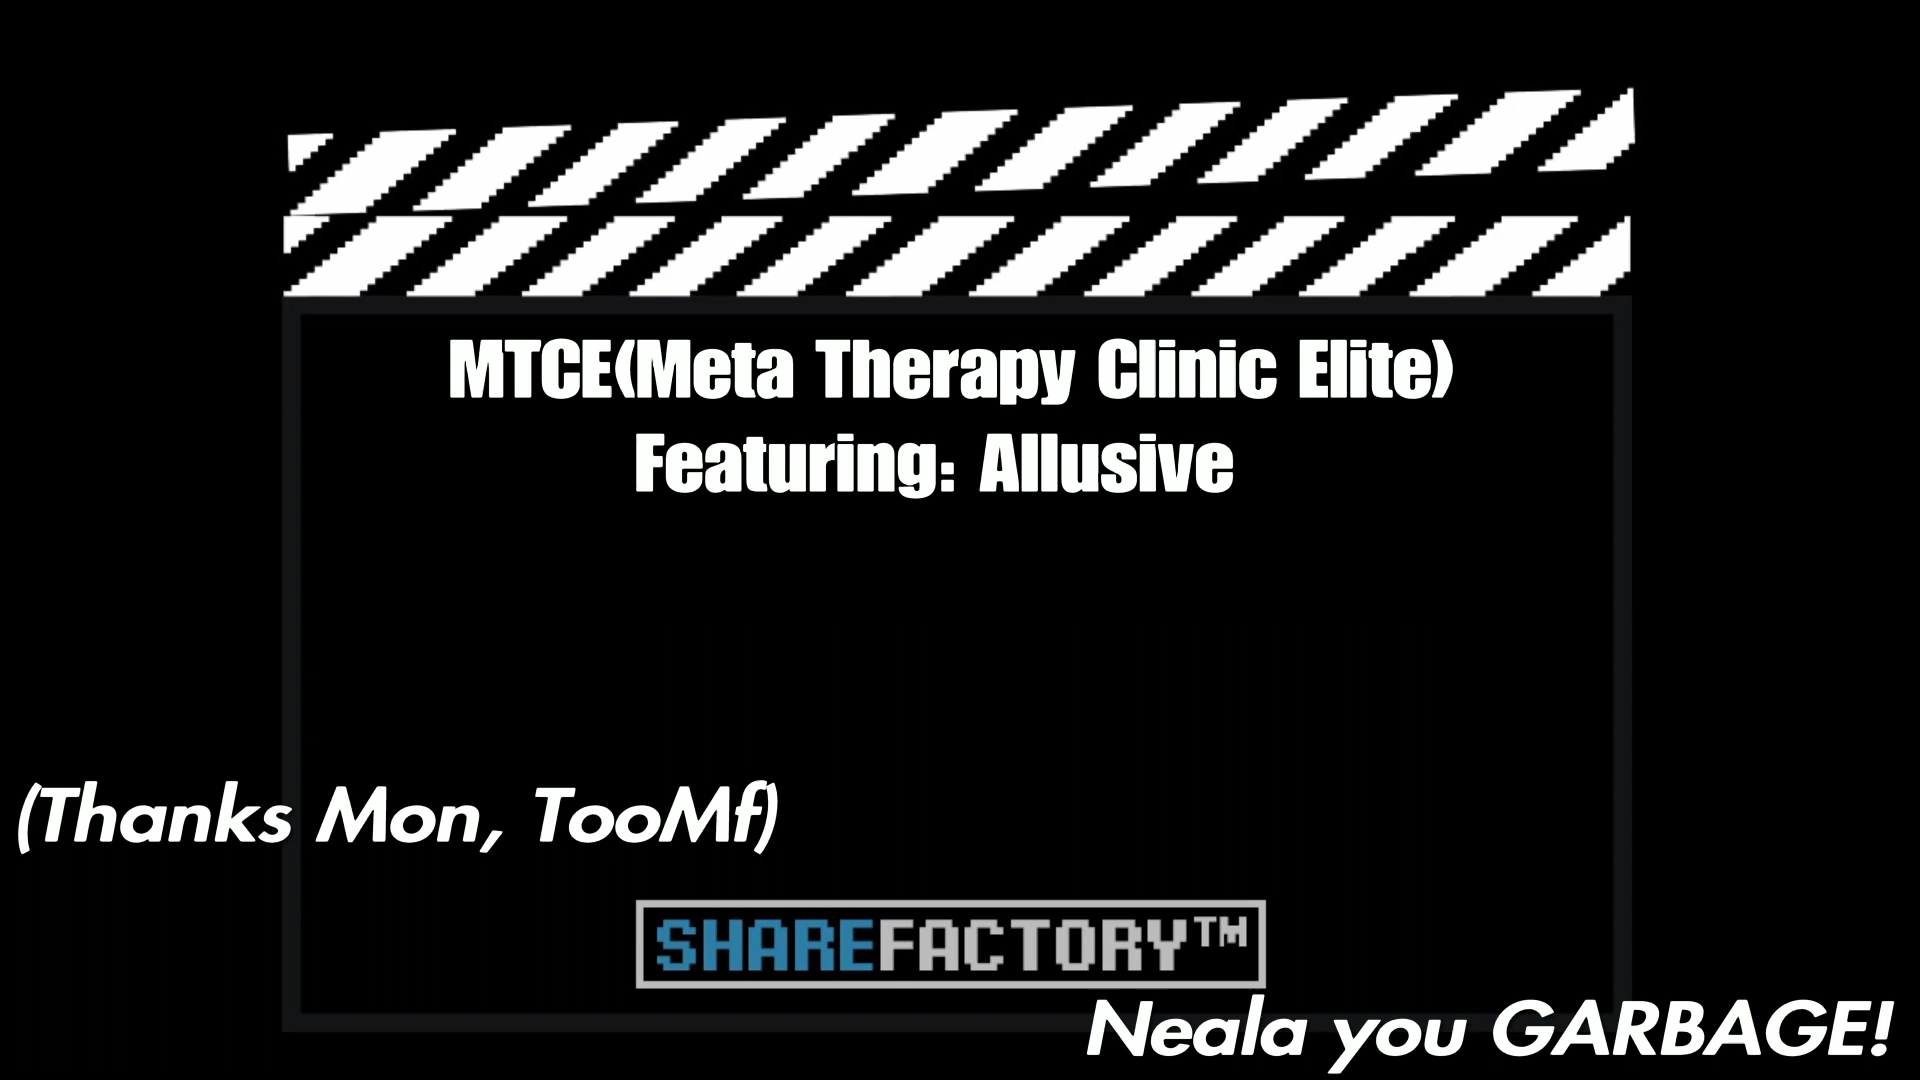 MTCE(Meta Therapy Clinic Elite)
Featuring: Allusive
(Thanks Mon, TooMf)
SHAREFACTORY™
Neala you GARBAGE!